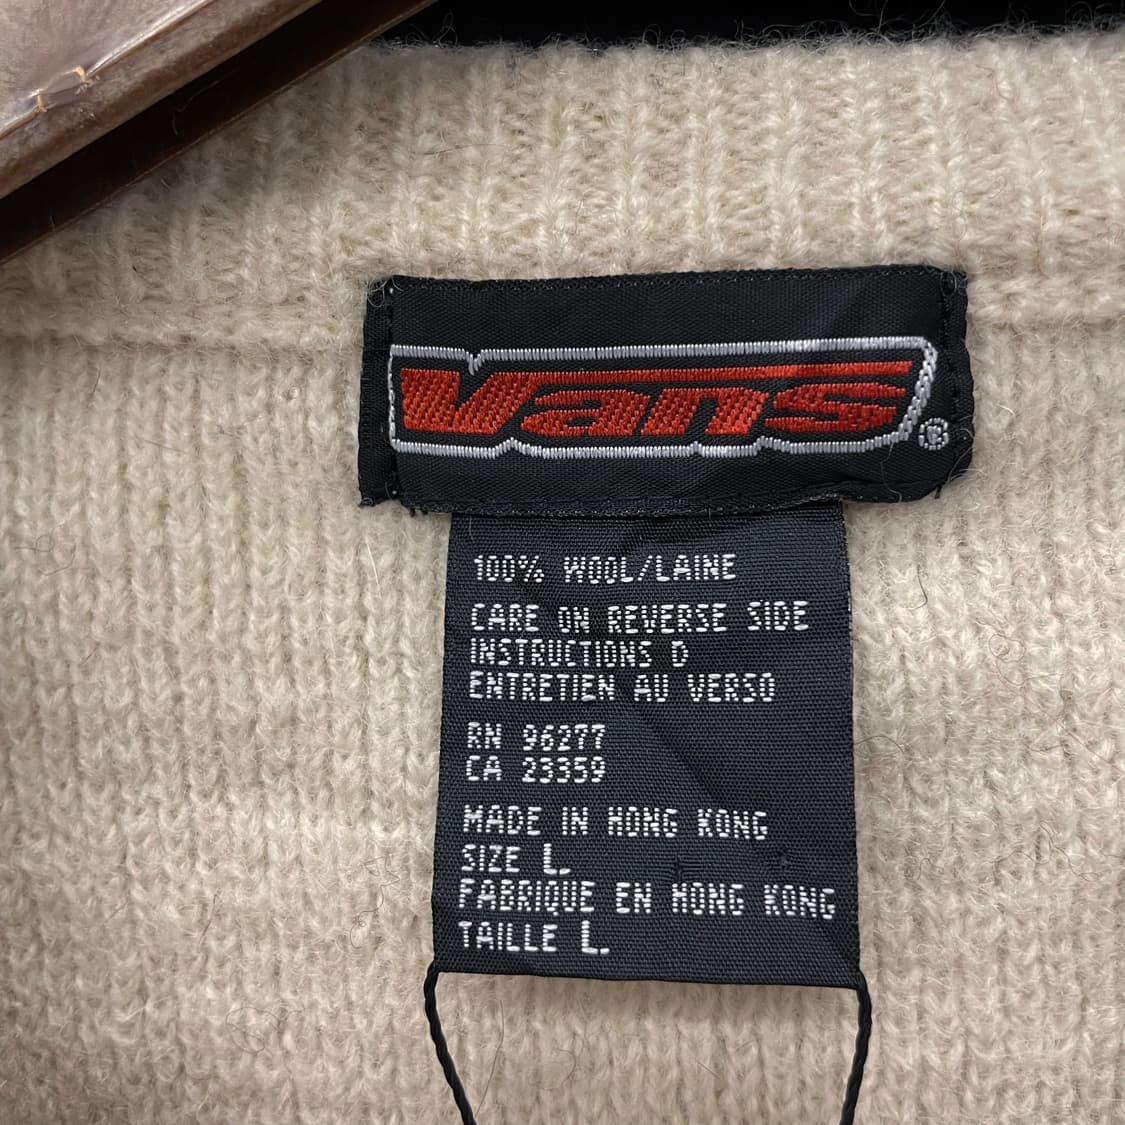 Vans®
100% WOOL/LAINE
CARE ON REVERSE SIDE
INSTRUCTIONS D
ENTRETIEN AU VERSO
RN 96277
CA 23359
MADE IN HONG KONG
SIZE L.
FABRIQUE EN HONG KONG
TAILLE L.